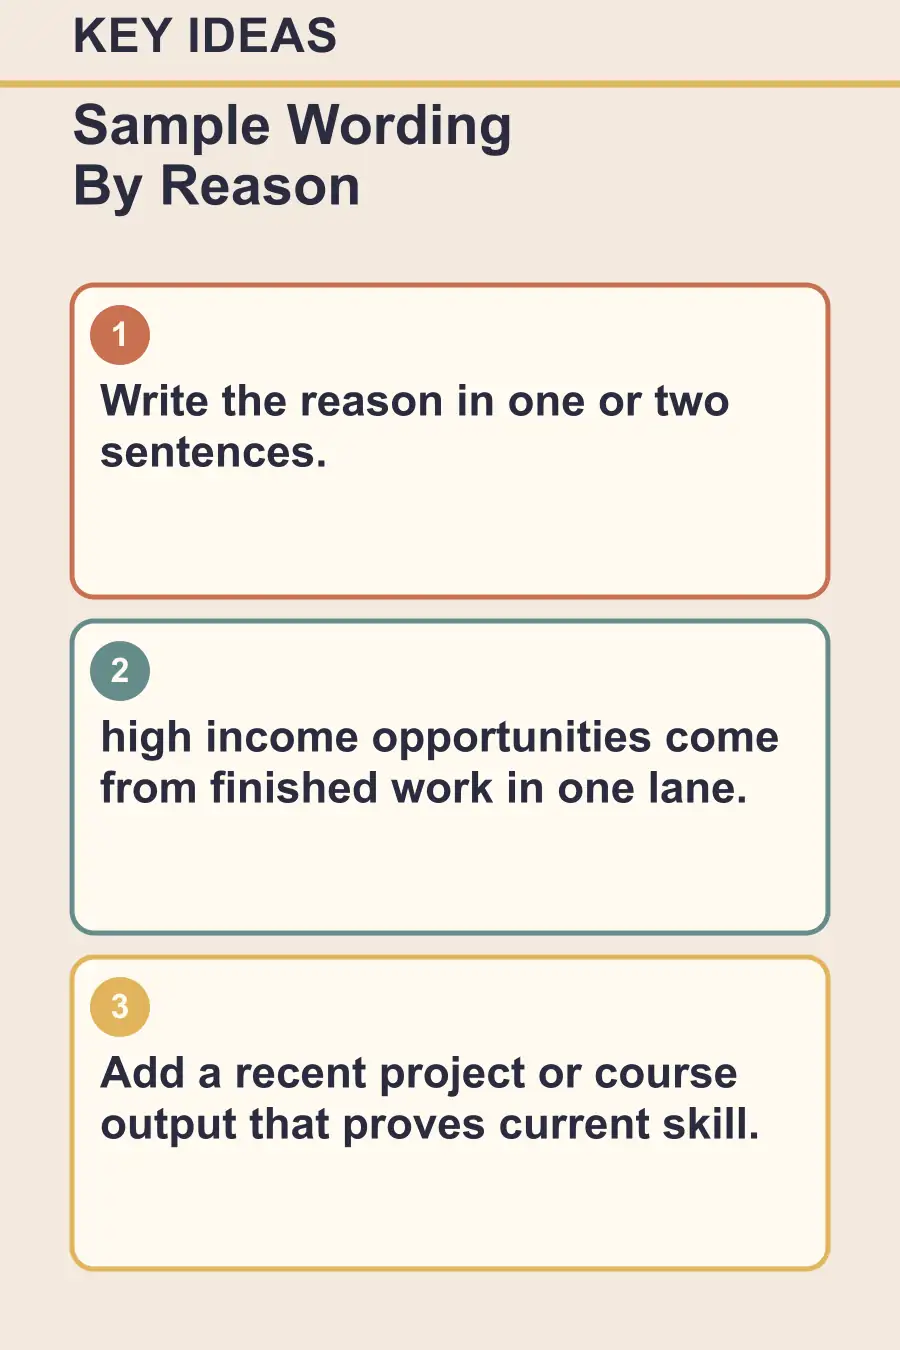 KEY IDEAS
Sample Wording
By Reason
1
Write the reason in one or two
sentences.
2
high income opportunities come
from finished work in one lane.
3
Add a recent project or course
output that proves current skill.